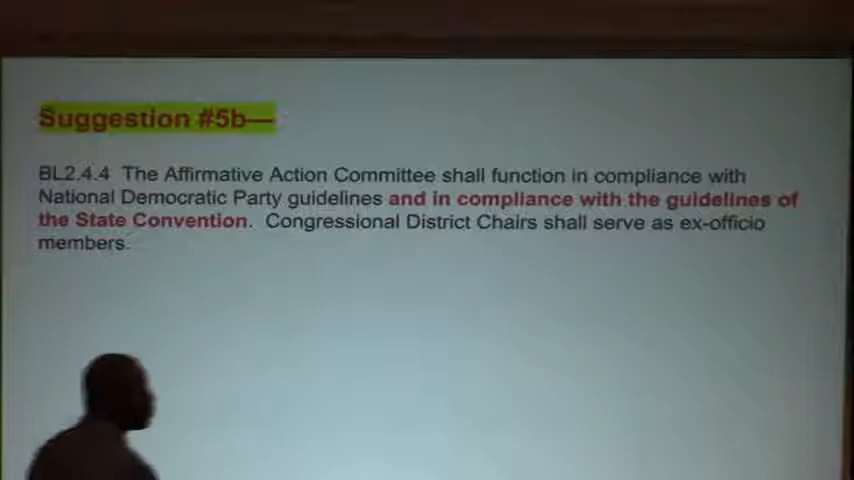 Suggestion #5b—
BL2.4.4 The Affirmative Action Committee shall function in compliance with
National Democratic Party guidelines and in compliance with the guidelines of
the State Convention. Congressional District Chairs shall serve as ex-officio
members.